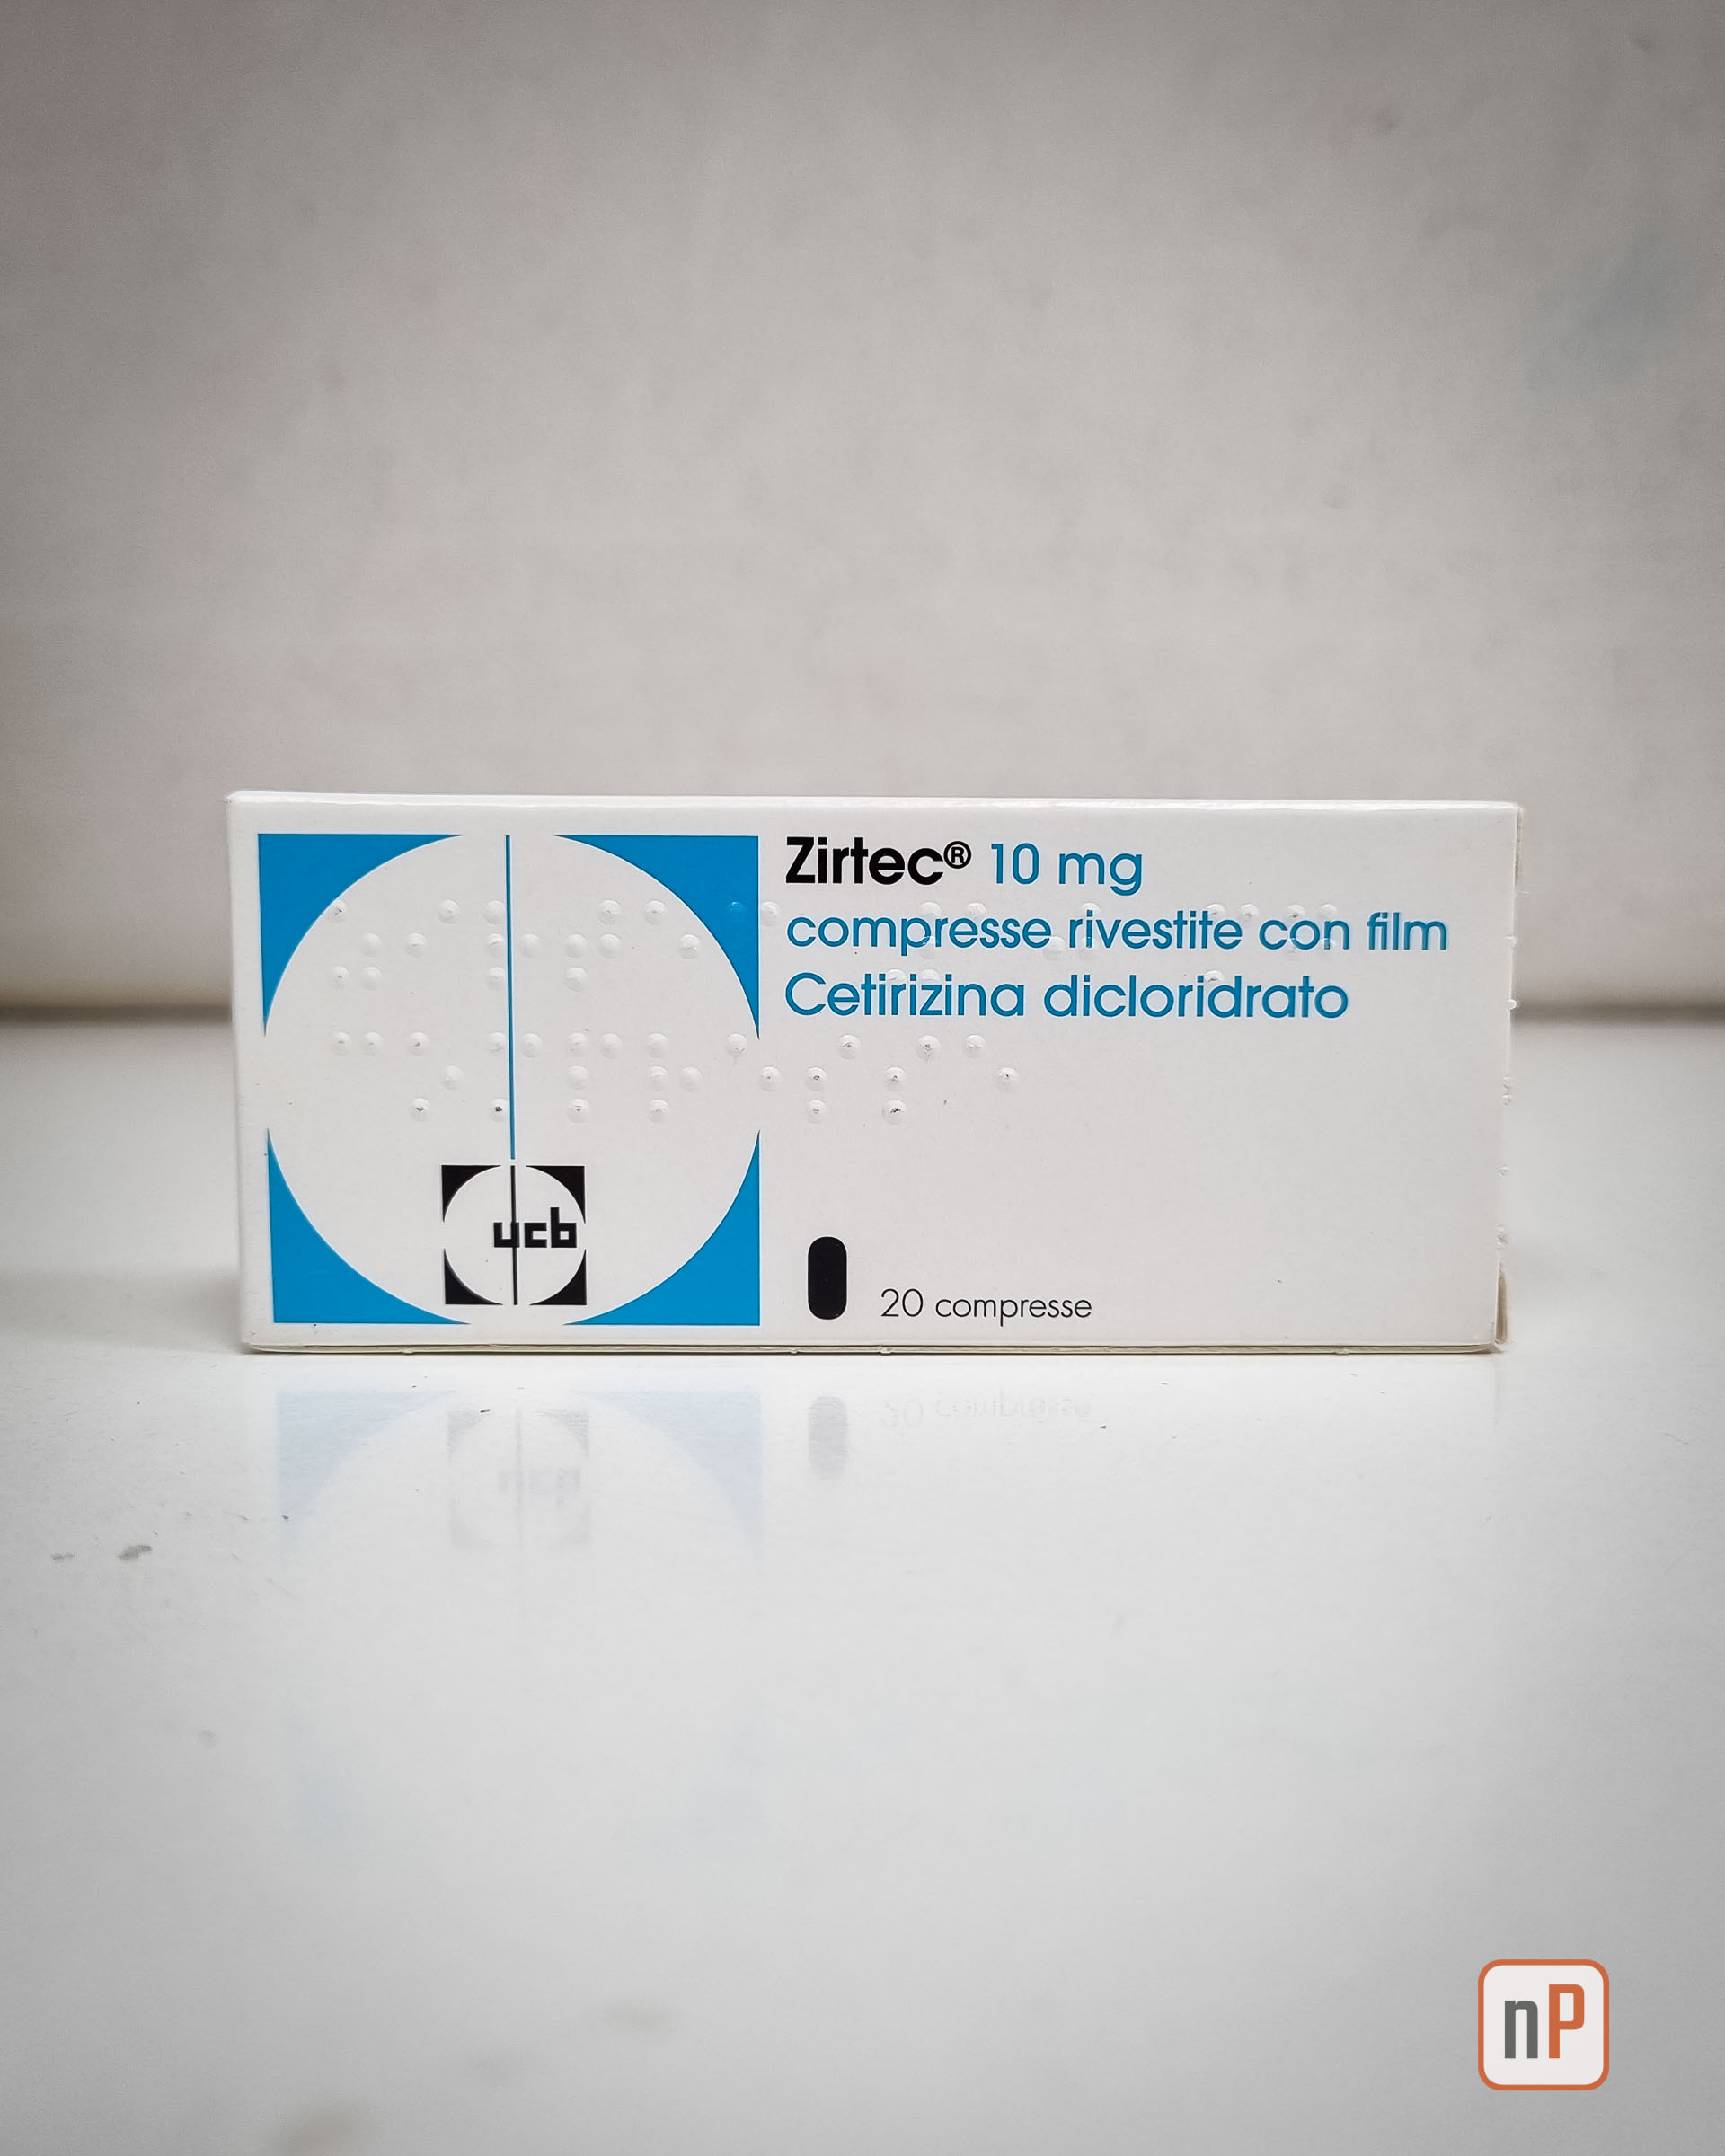 Zirtec® 10 mg
compresse rivestite con film
Cetirizina dicloridrato
ucb
20 compresse
nP